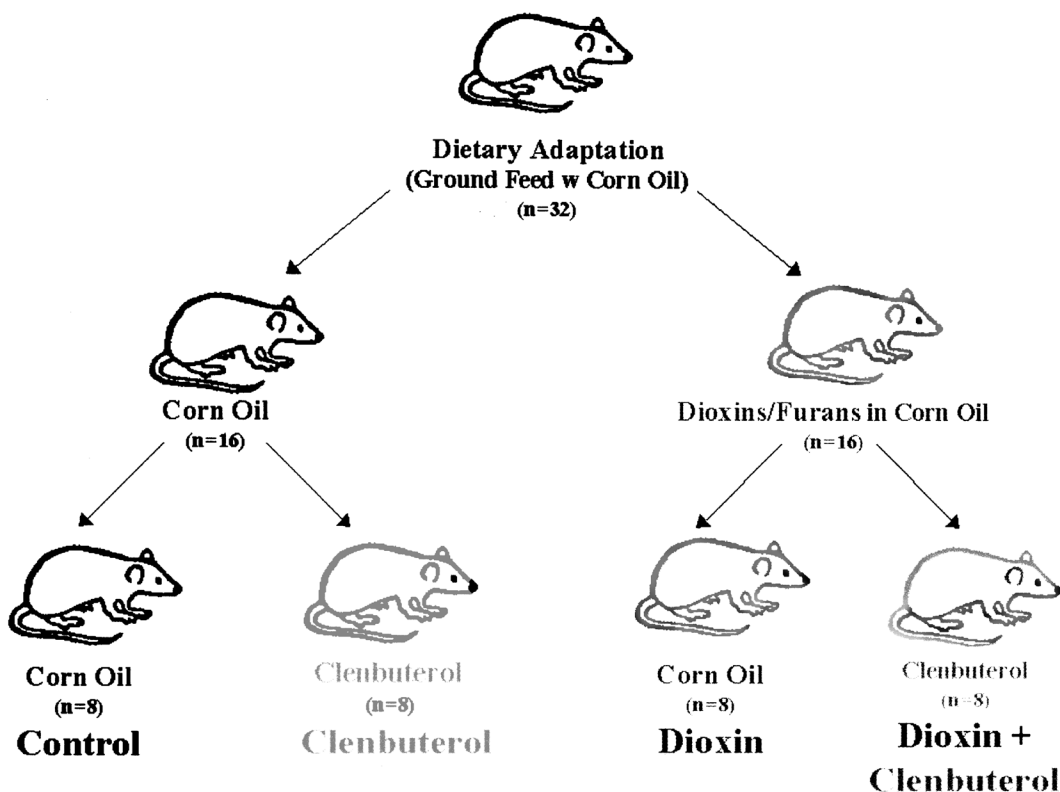 Dietary Adaptation
(Ground Feed w Corn Oil)
(n=32)
Corn Oil
(n=16)
Dioxins/Furans in Corn Oil
(n=16)
Corn Oil
(n=8)
Control
Clenbuterol
(n=8)
Clenbuterol
Corn Oil
(n=8)
Dioxin
Clenbuterol
(n=8)
Dioxin +
Clenbuterol